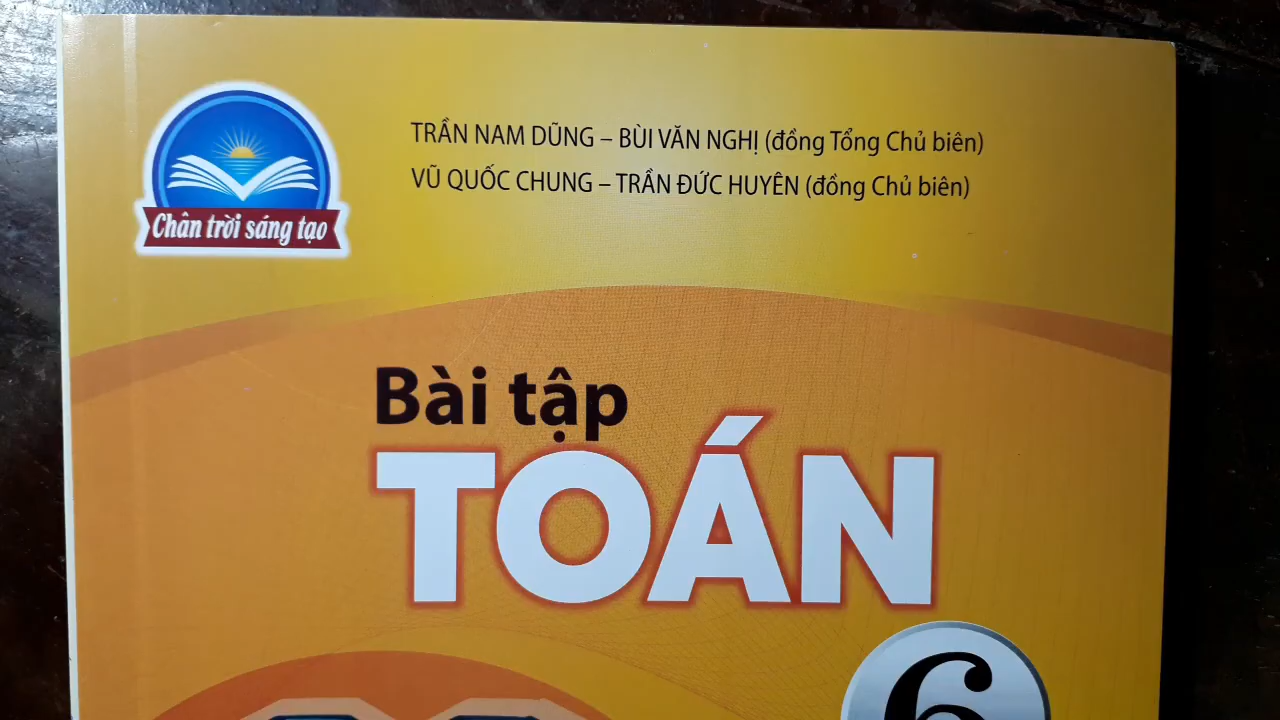 TRẦN NAM DŨNG – BÙI VĂN NGHỊ (đồng Tổng Chủ biên)
VŨ QUỐC CHUNG – TRẦN ĐỨC HUYÊN (đồng Chủ biên)
Chân trời sáng tạo
Bài tập
TOÁN
6